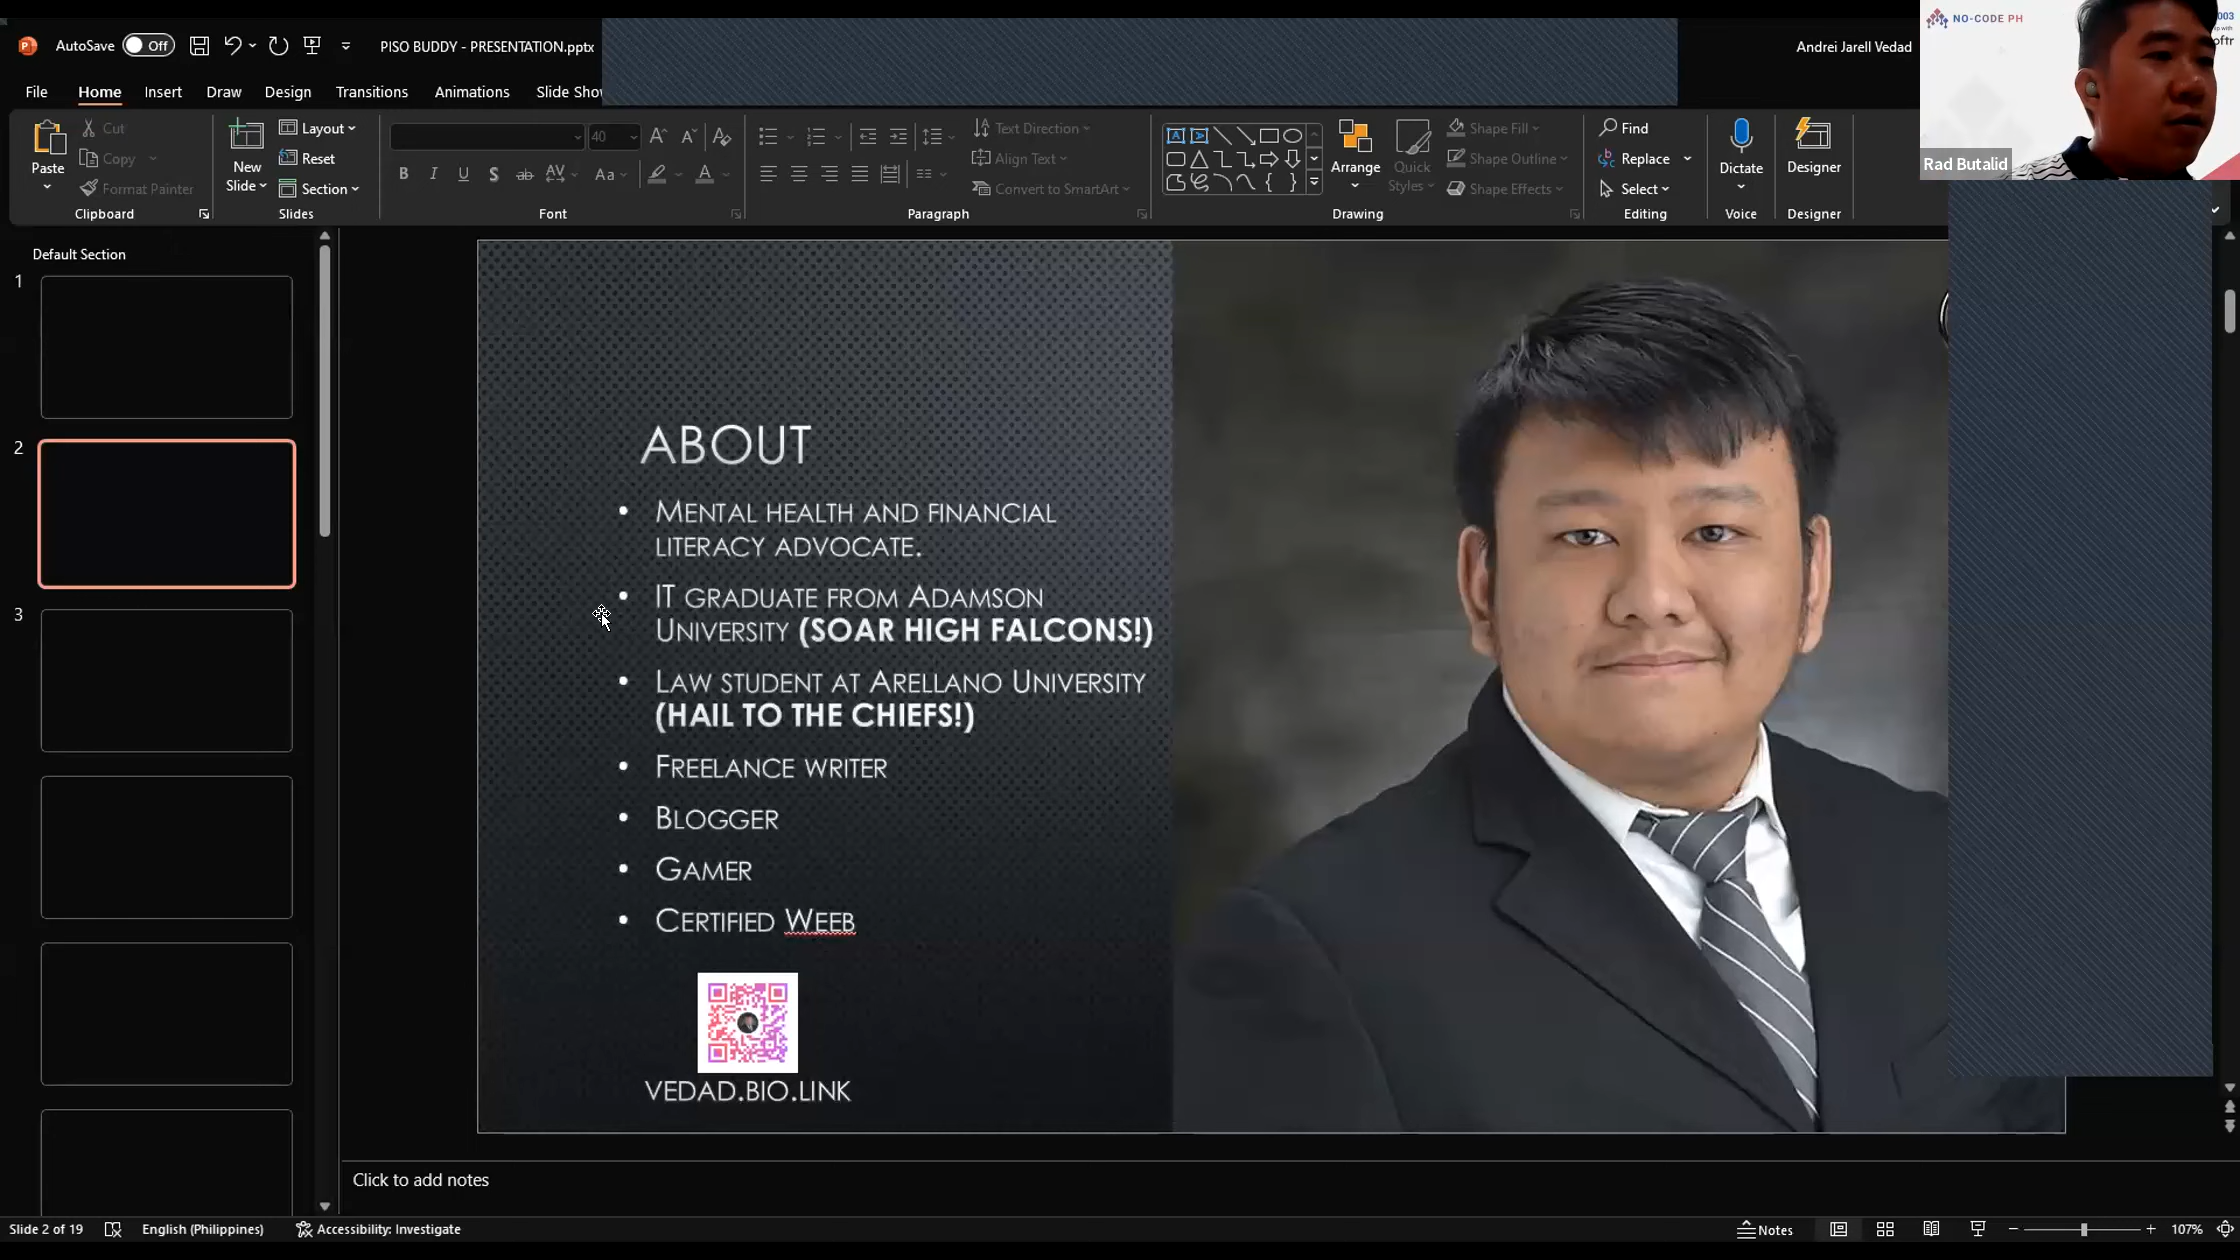 AutoSave Off
PISO BUDDY - PRESENTATION.pptx
Andrei Jarell Vedad
NO-CODE PH
003
Rad Butalid
File Home Insert Draw Design Transitions Animations Slide Sho
Paste
Cut
Copy
Format Painter
Clipboard
New
Slide
Layout
Reset
Section
Slides
40
B I U S ab AV Aa A
Font
Text Direction
Align Text
Convert to SmartArt
Paragraph
Arrange
Quick
Styles
Shape Fill
Shape Outline
Shape Effects
Drawing
Find
Replace
Select
Editing
Dictate
Voice
Designer
Designer
Default Section
1
2
3
ABOUT
• MENTAL HEALTH AND FINANCIAL
LITERACY ADVOCATE.
• IT GRADUATE FROM ADAMSON
UNIVERSITY (SOAR HIGH FALCONS!)
• LAW STUDENT AT ARELLANO UNIVERSITY
(HAIL TO THE CHIEFS!)
• FREELANCE WRITER
• BLOGGER
• GAMER
• CERTIFIED WEEB
VEDAD.BIO.LINK
Click to add notes
Slide 2 of 19 English (Philippines) Accessibility: Investigate Notes 107%